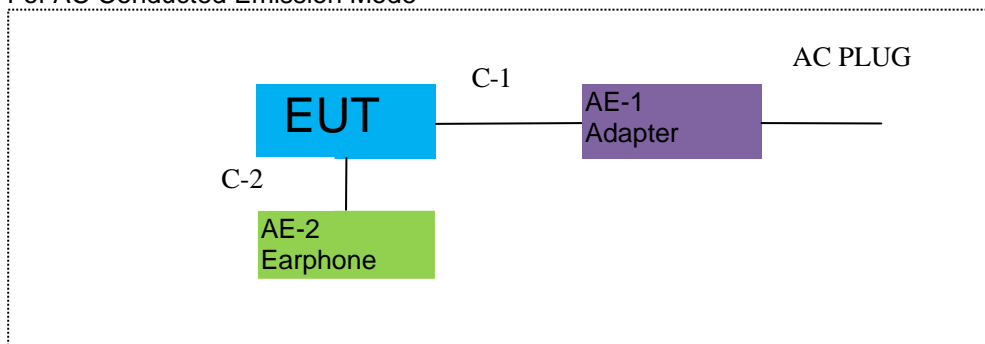 For AC Conducted Emission Mode
AC PLUG
C-1
EUT
AE-1
Adapter
C-2
AE-2
Earphone